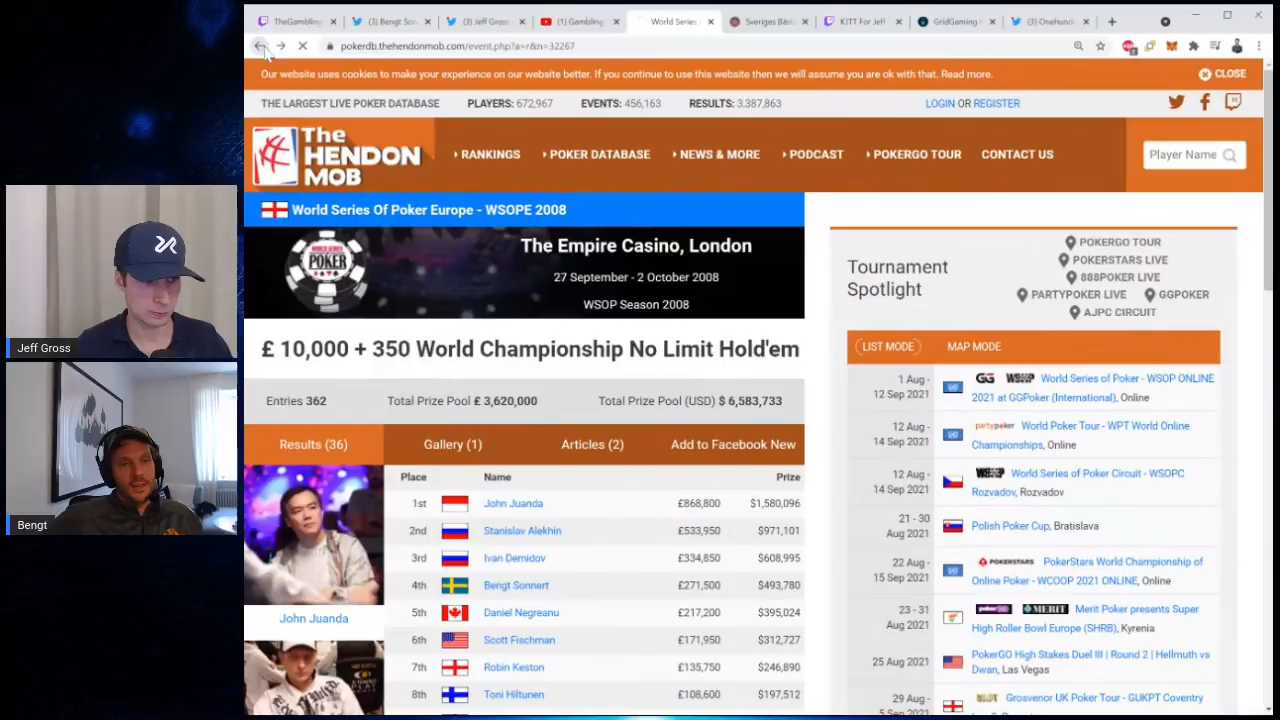 TheGambling
(3) Bengt Son
(3) Jeff Gross
(1) Gambling
World Series
Sveriges Bäs
KJTT For Jef
GridGaming
(3) Onehund
pokerdb.thehendonmob.com/event.php?a=r&n=32267
Our website uses cookies to make your experience on our website better. If you continue to use this website then we will assume you are ok with that. Read more.
CLOSE
THE LARGEST LIVE POKER DATABASE PLAYERS: 672,967 EVENTS: 456,163 RESULTS: 3,387,863 LOGIN OR REGISTER
The HENDON MOB
RANKINGS POKER DATABASE NEWS & MORE PODCAST POKERGO TOUR CONTACT US
Player Name
World Series Of Poker Europe - WSOPE 2008
WORLD SERIES
POKER
The Empire Casino, London
27 September - 2 October 2008
WSOP Season 2008
£ 10,000 + 350 World Championship No Limit Hold'em
Entries 362 Total Prize Pool £ 3,620,000 Total Prize Pool (USD) $ 6,583,733
Results (36) Gallery (1) Articles (2) Add to Facebook New
Place Name Prize
1st John Juanda £868,800 $1,580,096
2nd Stanislav Alekhin £533,950 $971,101
3rd Ivan Demidov £334,850 $608,995
4th Bengt Sonnert £271,500 $493,780
5th Daniel Negreanu £217,200 $395,024
6th Scott Fischman £171,950 $312,727
7th Robin Keston £135,750 $246,890
8th Toni Hiltunen £108,600 $197,512
John Juanda
Tournament
Spotlight
POKERGO TOUR
POKERSTARS LIVE
888POKER LIVE
PARTYPOKER LIVE GGPOKER
AJPC CIRCUIT
LIST MODE MAP MODE
1 Aug -
12 Sep 2021
GG WSOP World Series of Poker - WSOP ONLINE
2021 at GGPoker (International), Online
12 Aug -
14 Sep 2021
partypoker World Poker Tour - WPT World Online
Championships, Online
12 Aug -
14 Sep 2021
WSOP World Series of Poker Circuit - WSOPC
Rozvadov, Rozvadov
21 - 30
Aug 2021
Polish Poker Cup, Bratislava
22 Aug -
15 Sep 2021
POKERSTARS PokerStars World Championship of
Online Poker - WCOOP 2021 ONLINE, Online
23 - 31
Aug 2021
MERIT Merit Poker presents Super
High Roller Bowl Europe (SHRB), Kyrenia
25 Aug 2021
PokerGO High Stakes Duel III | Round 2 | Hellmuth vs
Dwan, Las Vegas
29 Aug -
5 Sep 2021
Grosvenor UK Poker Tour - GUKPT Coventry
Jeff Gross
Bengt